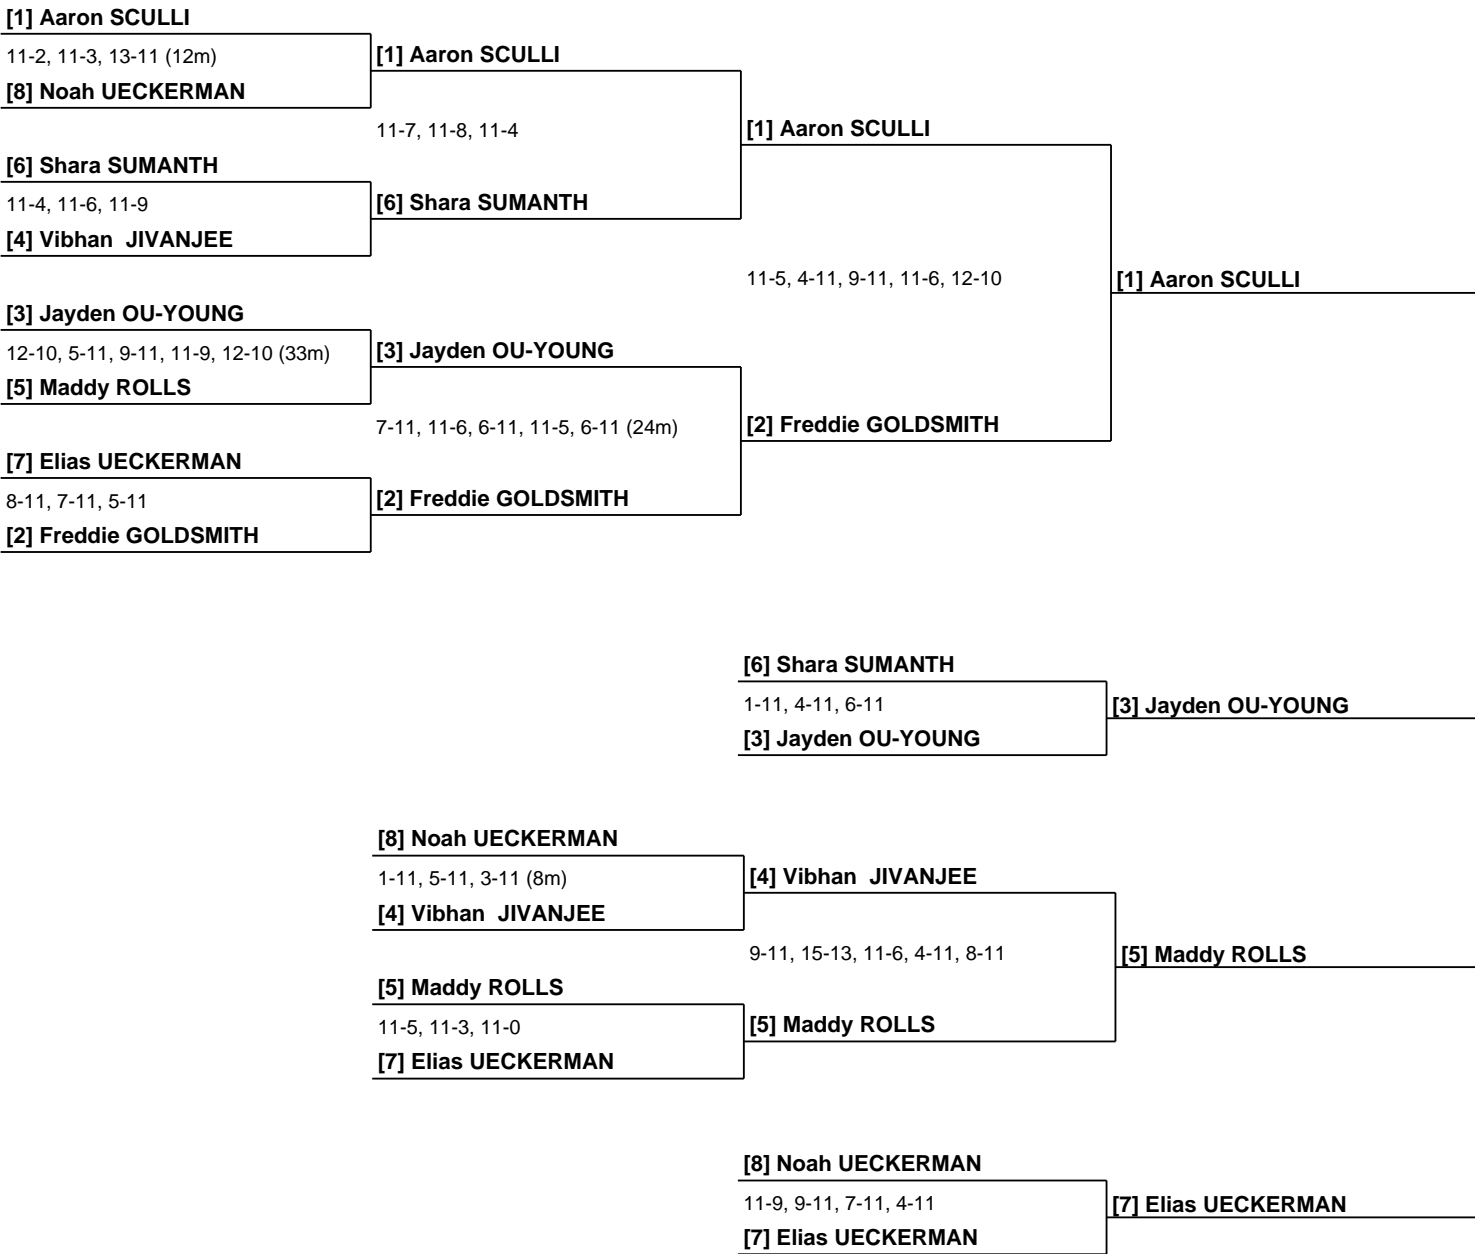 [1] Aaron SCULLI
11-2, 11-3, 13-11 (12m)
[8] Noah UECKERMAN
[1] Aaron SCULLI
11-7, 11-8, 11-4
[6] Shara SUMANTH
11-4, 11-6, 11-9
[4] Vibhan  JIVANJEE
[6] Shara SUMANTH
[1] Aaron SCULLI
11-5, 4-11, 9-11, 11-6, 12-10
[1] Aaron SCULLI
[3] Jayden OU-YOUNG
12-10, 5-11, 9-11, 11-9, 12-10 (33m)
[5] Maddy ROLLS
[3] Jayden OU-YOUNG
7-11, 11-6, 6-11, 11-5, 6-11 (24m)
[2] Freddie GOLDSMITH
[7] Elias UECKERMAN
8-11, 7-11, 5-11
[2] Freddie GOLDSMITH
[2] Freddie GOLDSMITH
[6] Shara SUMANTH
1-11, 4-11, 6-11
[3] Jayden OU-YOUNG
[3] Jayden OU-YOUNG
[8] Noah UECKERMAN
1-11, 5-11, 3-11 (8m)
[4] Vibhan  JIVANJEE
[4] Vibhan  JIVANJEE
9-11, 15-13, 11-6, 4-11, 8-11
[5] Maddy ROLLS
[5] Maddy ROLLS
11-5, 11-3, 11-0
[7] Elias UECKERMAN
[5] Maddy ROLLS
[8] Noah UECKERMAN
11-9, 9-11, 7-11, 4-11
[7] Elias UECKERMAN
[7] Elias UECKERMAN